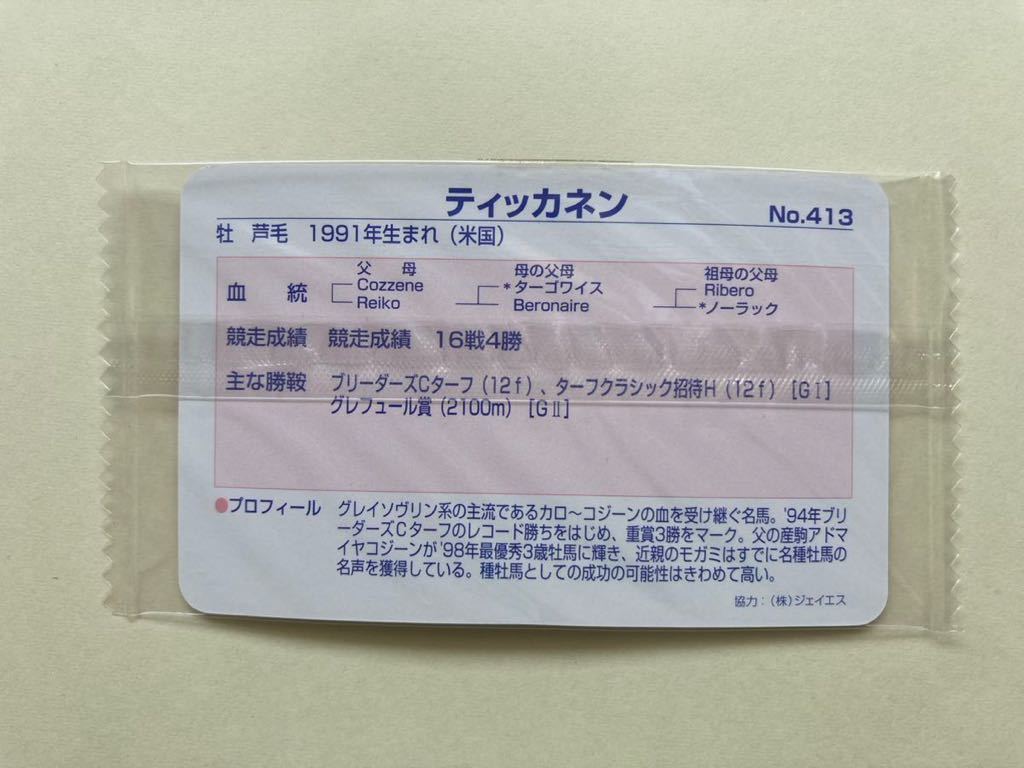 ティッカネン
No.413
牡 芦毛 1991年生まれ（米国）
父 母 母の父母 祖母の父母
血統 Cozzene *ターゴワイス Ribero
Reiko Beronaire *ノーラック
競走成績 競走成績 16戦4勝
主な勝鞍 ブリーダーズCターフ（12f）、ターフクラシック招待H（12f）［GⅠ］
グレフュール賞（2100m）［GⅡ］
●プロフィール グレイソヴリン系の主流であるカロ〜コジーンの血を受け継ぐ名馬。'94年ブリ
ーダーズCターフのレコード勝ちをはじめ、重賞3勝をマーク。父の産駒アドマ
イヤコジーンが'98年最優秀3歳牡馬に輝き、近親のモガミはすでに名種牡馬の
名声を獲得している。種牡馬としての成功の可能性はきわめて高い。
協力：（株）ジェイエス